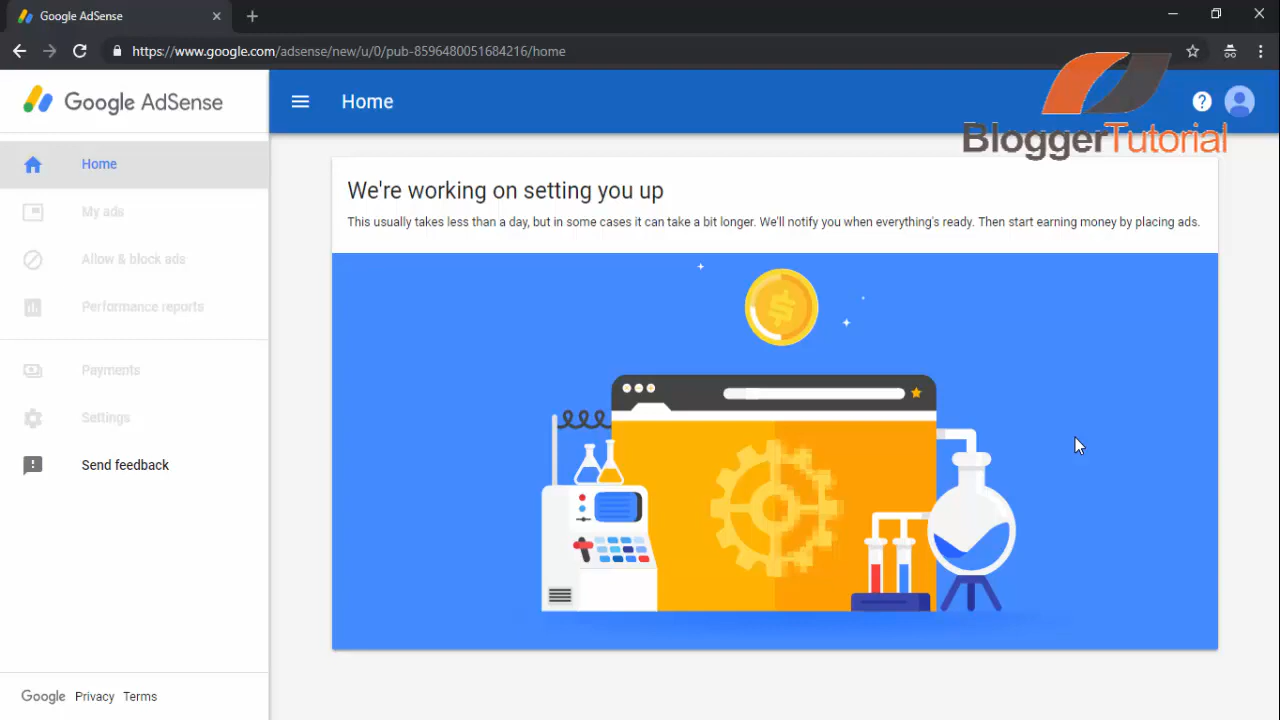 Google AdSense
https://www.google.com/adsense/new/u/0/pub-8596480051684216/home
Google AdSense
Home
?
BloggerTutorial
Home
My ads
Allow & block ads
Performance reports
Payments
Settings
Send feedback
We're working on setting you up
This usually takes less than a day, but in some cases it can take a bit longer. We'll notify you when everything's ready. Then start earning money by placing ads.
$
Google Privacy Terms